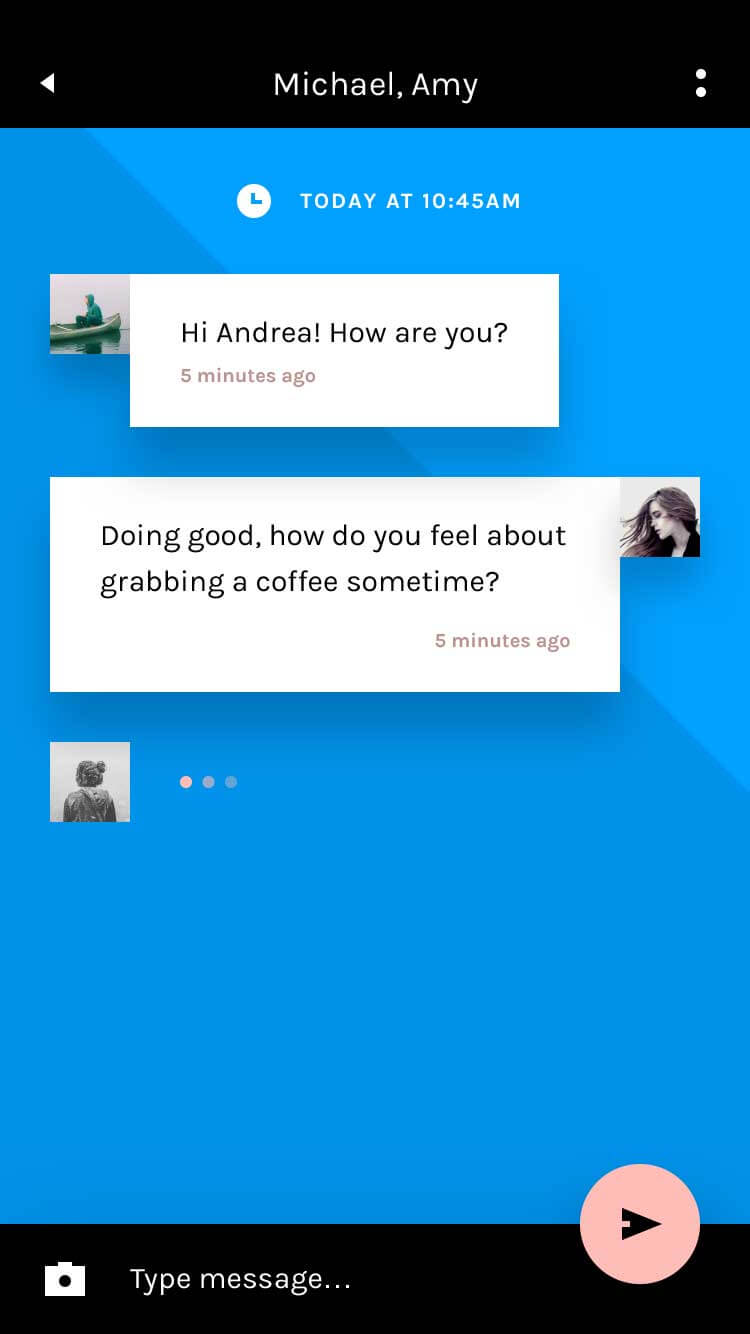 Michael, Amy
TODAY AT 10:45AM
Hi Andrea! How are you?
5 minutes ago
Doing good, how do you feel about
grabbing a coffee sometime?
5 minutes ago
Type message...